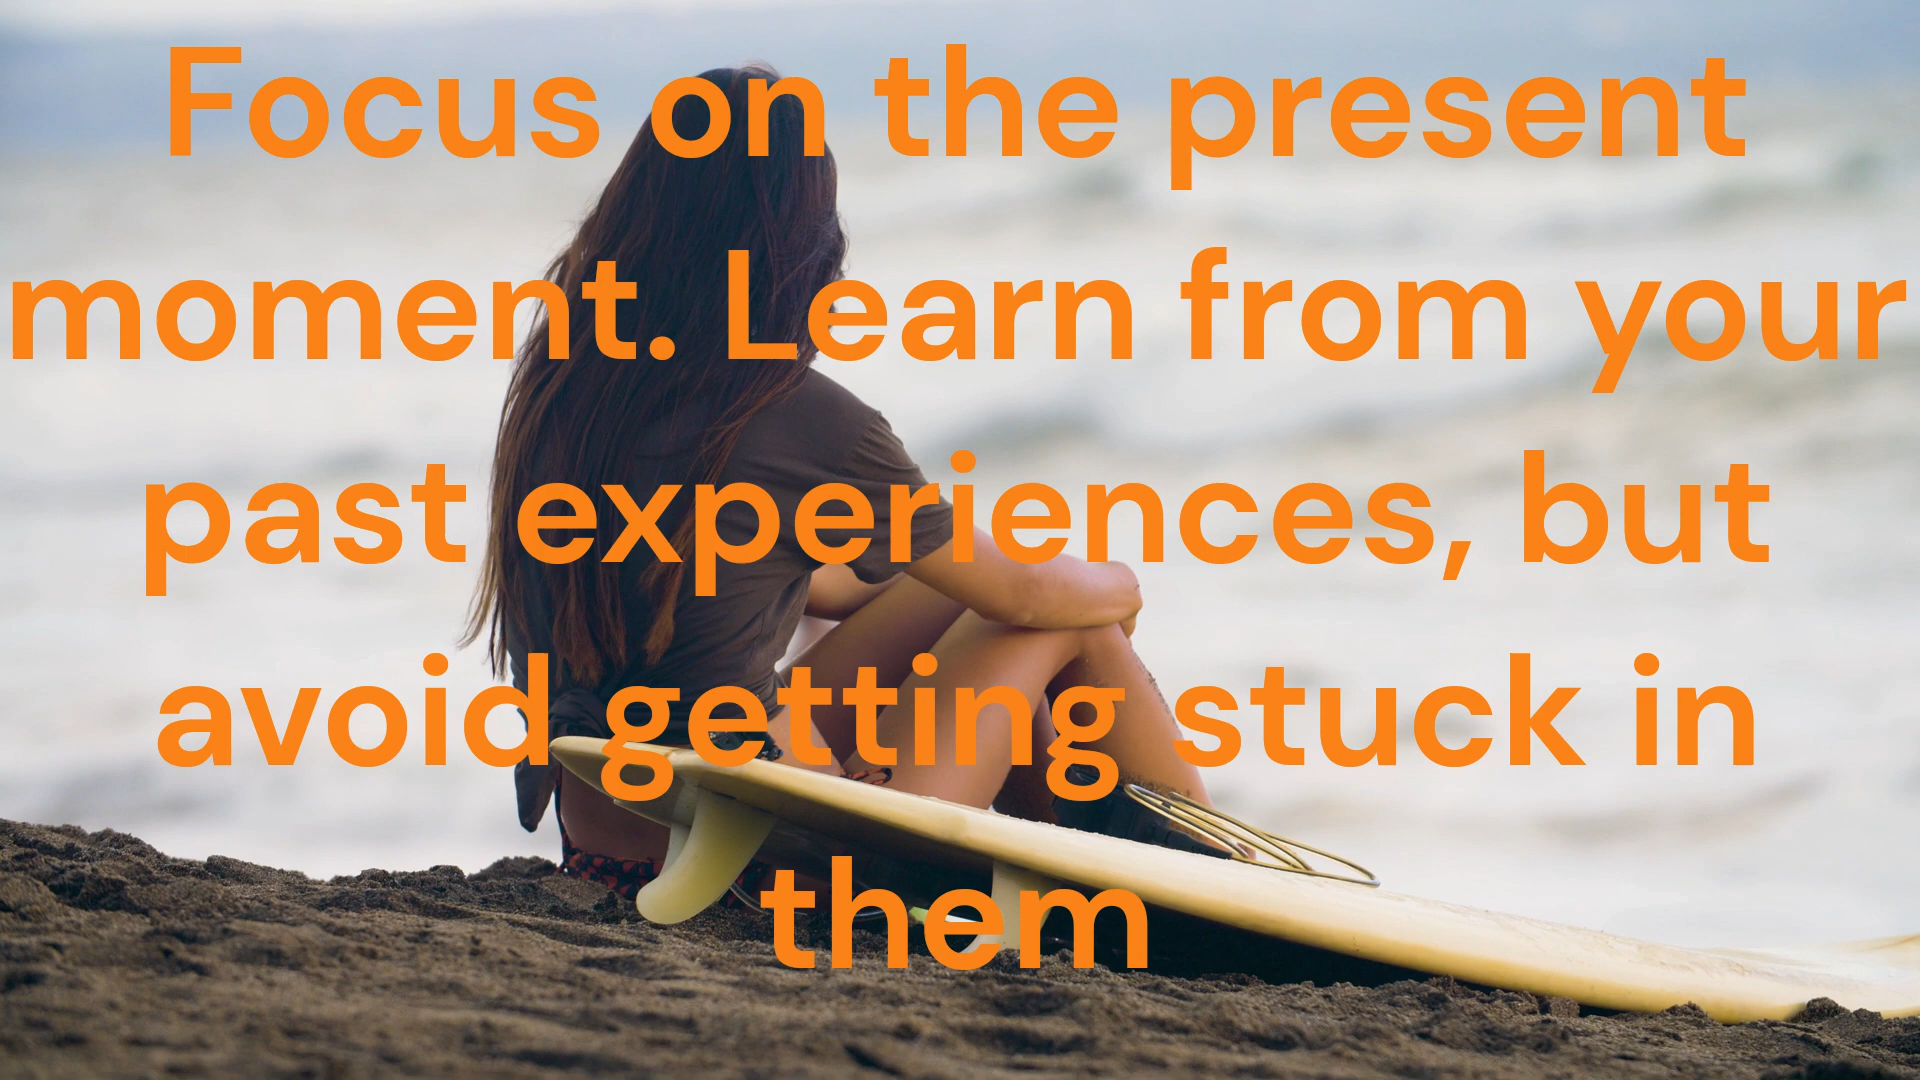 Focus on the present
moment. Learn from your
past experiences, but
avoid getting stuck in
them